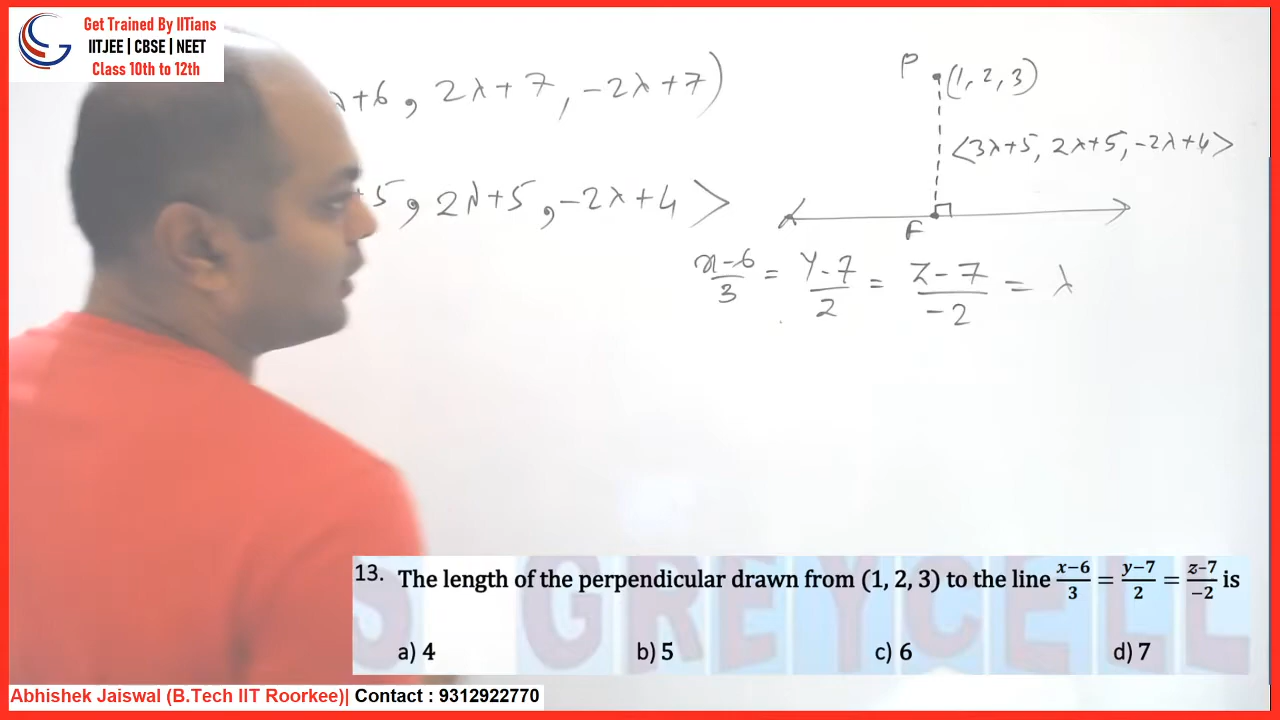 Get Trained By IITians
IITJEE | CBSE | NEET
Class 10th to 12th
λ+6, 2λ+7, -2λ+7)
+5, 2λ+5, -2λ+4>
P (1, 2, 3)
<3λ+5, 2λ+5, -2λ+4>
F
x-6/3 = y-7/2 = z-7/-2 = λ
S GREYCELL
13. The length of the perpendicular drawn from (1, 2, 3) to the line x−6/3 = y−7/2 = z−7/−2 is
a) 4 b) 5 c) 6 d) 7
Abhishek Jaiswal (B.Tech IIT Roorkee)| Contact : 9312922770